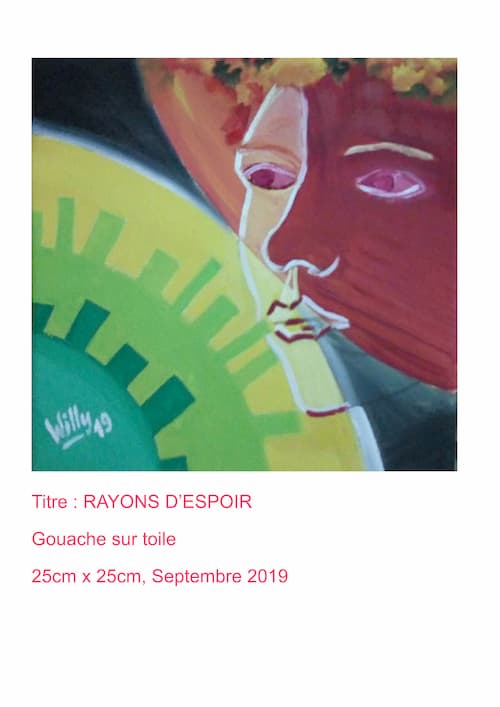 Willy 19
Titre : RAYONS D’ESPOIR
Gouache sur toile
25cm x 25cm, Septembre 2019